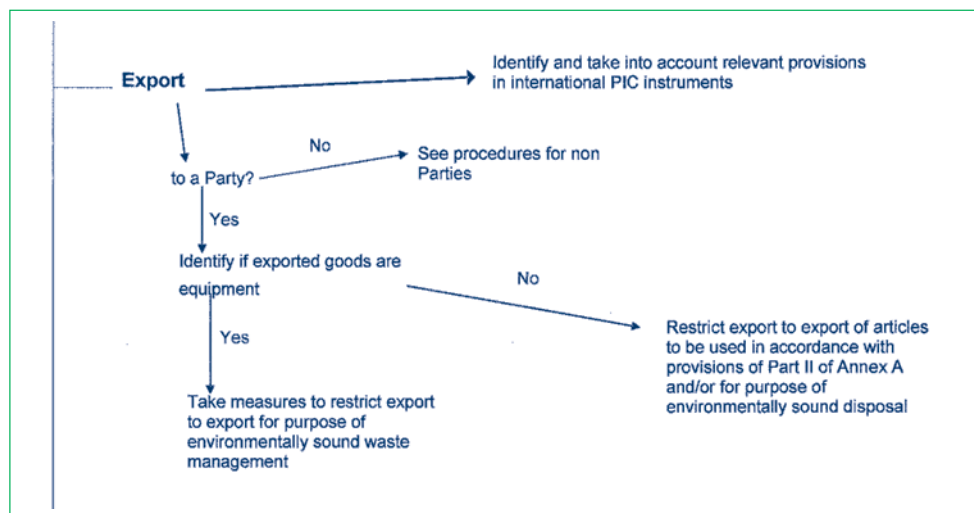 Identify and take into account relevant provisions
in international PIC instruments
Export
No
See procedures for non
Parties
to a Party?
Yes
Identify if exported goods are
equipment
No
Yes
Restrict export to export of articles
to be used in accordance with
provisions of Part II of Annex A
and/or for purpose of
environmentally sound disposal
Take measures to restrict export
to export for purpose of
environmentally sound waste
management